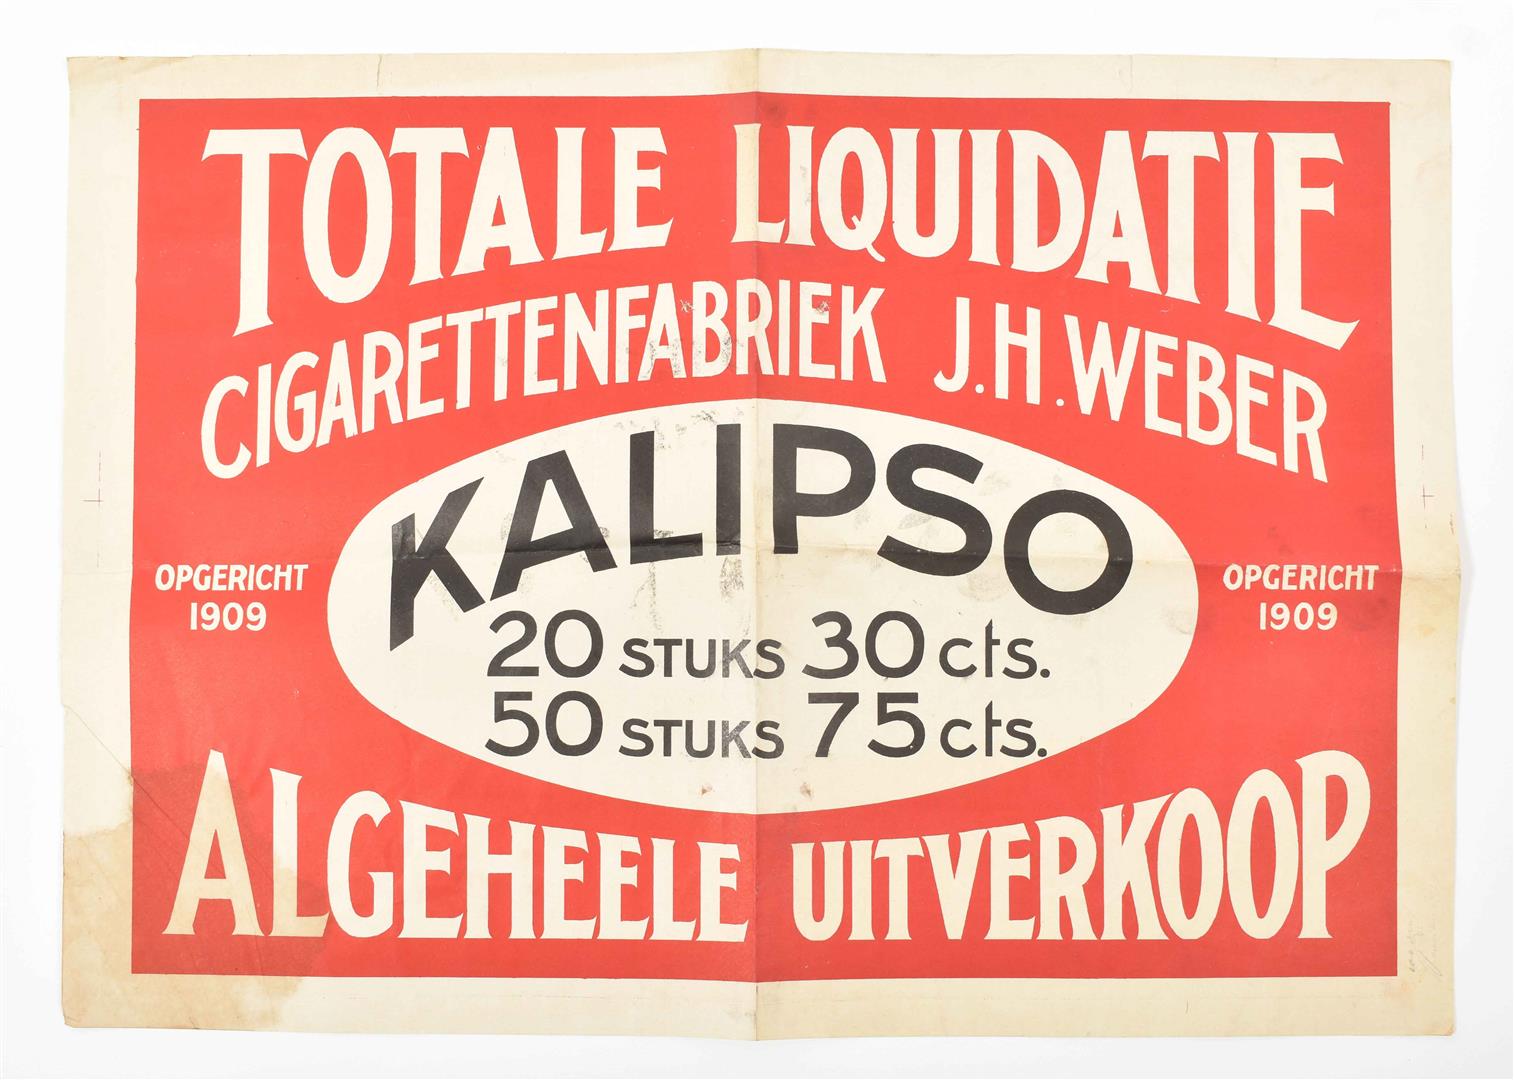 TOTALE LIQUIDATIE
CIGARETTENFABRIEK J.H. WEBER
KALIPSO
20 STUKS 30 cts.
50 STUKS 75 cts.
OPGERICHT
1909
OPGERICHT
1909
ALGEHEELE UITVERKOOP